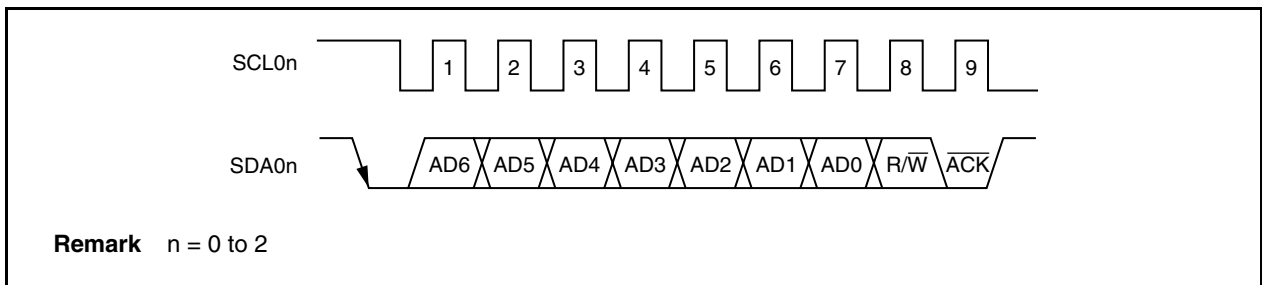 SCL0n 1 2 3 4 5 6 7 8 9
SDA0n AD6 AD5 AD4 AD3 AD2 AD1 AD0 R/W̅ A̅C̅K̅
Remark n = 0 to 2